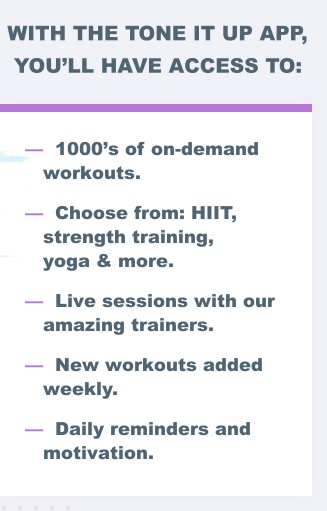 WITH THE TONE IT UP APP,
YOU'LL HAVE ACCESS TO:
— 1000's of on-demand
workouts.
— Choose from: HIIT,
strength training,
yoga & more.
— Live sessions with our
amazing trainers.
— New workouts added
weekly.
— Daily reminders and
motivation.